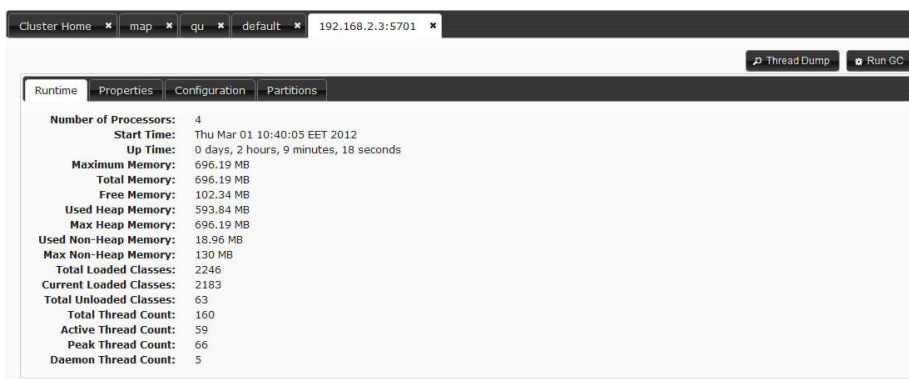 Cluster Home × map × qu × default × 192.168.2.3:5701 ×
Thread Dump Run GC
Runtime Properties Configuration Partitions
Number of Processors: 4
Start Time: Thu Mar 01 10:40:05 EET 2012
Up Time: 0 days, 2 hours, 9 minutes, 18 seconds
Maximum Memory: 696.19 MB
Total Memory: 696.19 MB
Free Memory: 102.34 MB
Used Heap Memory: 593.84 MB
Max Heap Memory: 696.19 MB
Used Non-Heap Memory: 18.96 MB
Max Non-Heap Memory: 130 MB
Total Loaded Classes: 2246
Current Loaded Classes: 2183
Total Unloaded Classes: 63
Total Thread Count: 160
Active Thread Count: 59
Peak Thread Count: 66
Daemon Thread Count: 5